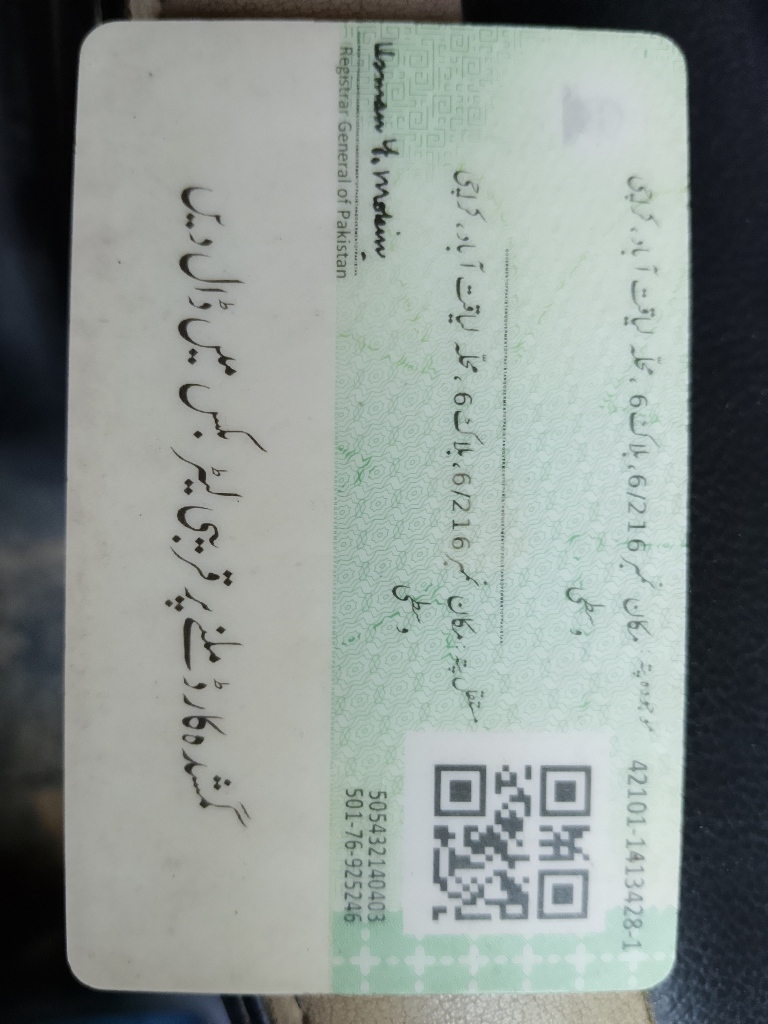 42101-1413428-1
موجودہ پتہ: مکان نمبر 6/216، بلاک 6، محلہ لیاقت آباد، کراچی
وسطی
مستقل پتہ: مکان نمبر 6/216، بلاک 6، محلہ لیاقت آباد، کراچی
وسطی
505432140403
501-76-925246
Usman Y. Mobin
Registrar General of Pakistan
گمشدہ کارڈ ملنے پر قریبی لیٹر بکس میں ڈال دیں